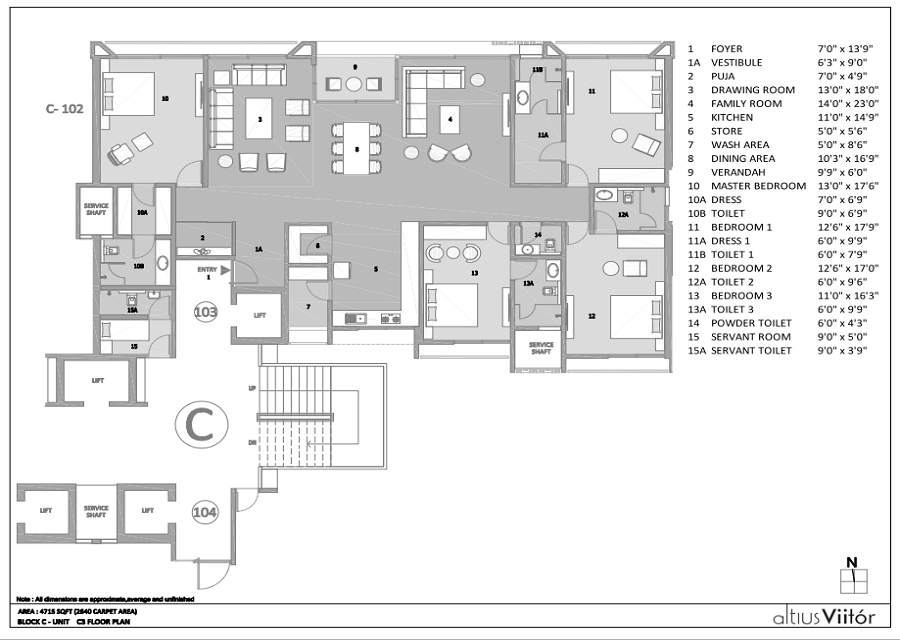 C- 102
1 FOYER 7'0" x 13'9"
1A VESTIBULE 6'3" x 9'0"
2 PUJA 7'0" x 4'9"
3 DRAWING ROOM 13'0" x 18'0"
4 FAMILY ROOM 14'0" x 23'0"
5 KITCHEN 11'0" x 14'9"
6 STORE 5'0" x 5'6"
7 WASH AREA 5'0" x 8'6"
8 DINING AREA 10'3" x 16'9"
9 VERANDAH 9'9" x 6'0"
10 MASTER BEDROOM 13'0" x 17'6"
10A DRESS 7'0" x 6'9"
10B TOILET 9'0" x 6'9"
11 BEDROOM 1 12'6" x 17'9"
11A DRESS 1 6'0" x 9'9"
11B TOILET 1 6'0" x 7'9"
12 BEDROOM 2 12'6" x 17'0"
12A TOILET 2 6'0" x 9'6"
13 BEDROOM 3 11'0" x 16'3"
13A TOILET 3 6'0" x 9'9"
14 POWDER TOILET 6'0" x 4'3"
15 SERVANT ROOM 9'0" x 5'0"
15A SERVANT TOILET 9'0" x 3'9"
9
11B
10
11
3
4
8
11A
SERVICE
SHAFT
10A
12A
2
1A
6
14
10B
ENTRY
1
5
13
13A
15A
103
LIFT
7
12
15
SERVICE
SHAFT
LIFT
UP
C
DN
LIFT
SERVICE
SHAFT
LIFT
104
N
Note : All dimensions are approximate,average and unfinished
AREA : 4715 SQFT (2640 CARPET AREA)
BLOCK C - UNIT C3 FLOOR PLAN
altiusViitór